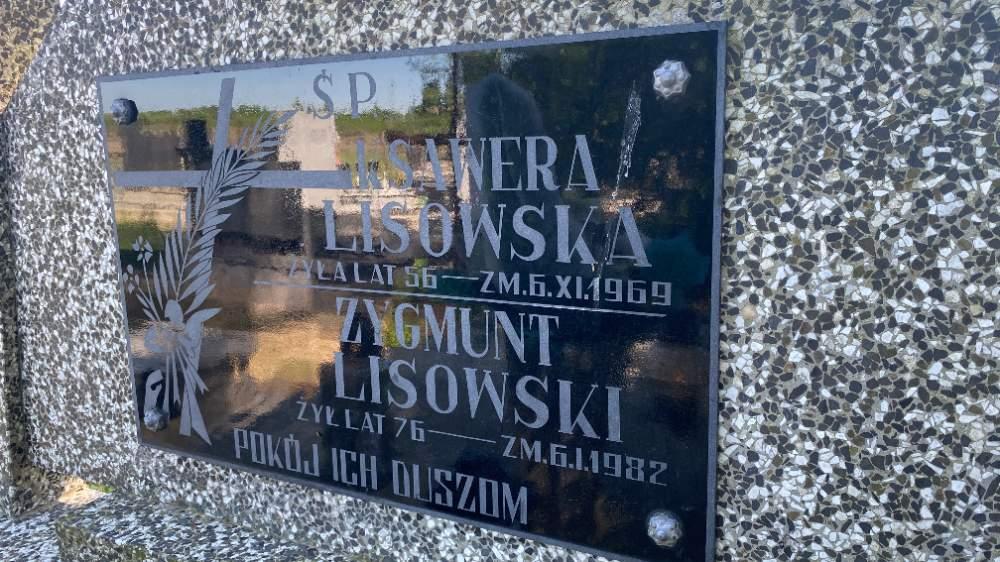 ŚP
KSAWERA
LISOWSKA
ŻYŁA LAT 56 — ZM.6.XI.1969
ZYGMUNT
LISOWSKI
ŻYŁ LAT 76 — ZM.6.I.1982
POKÓJ ICH DUSZOM